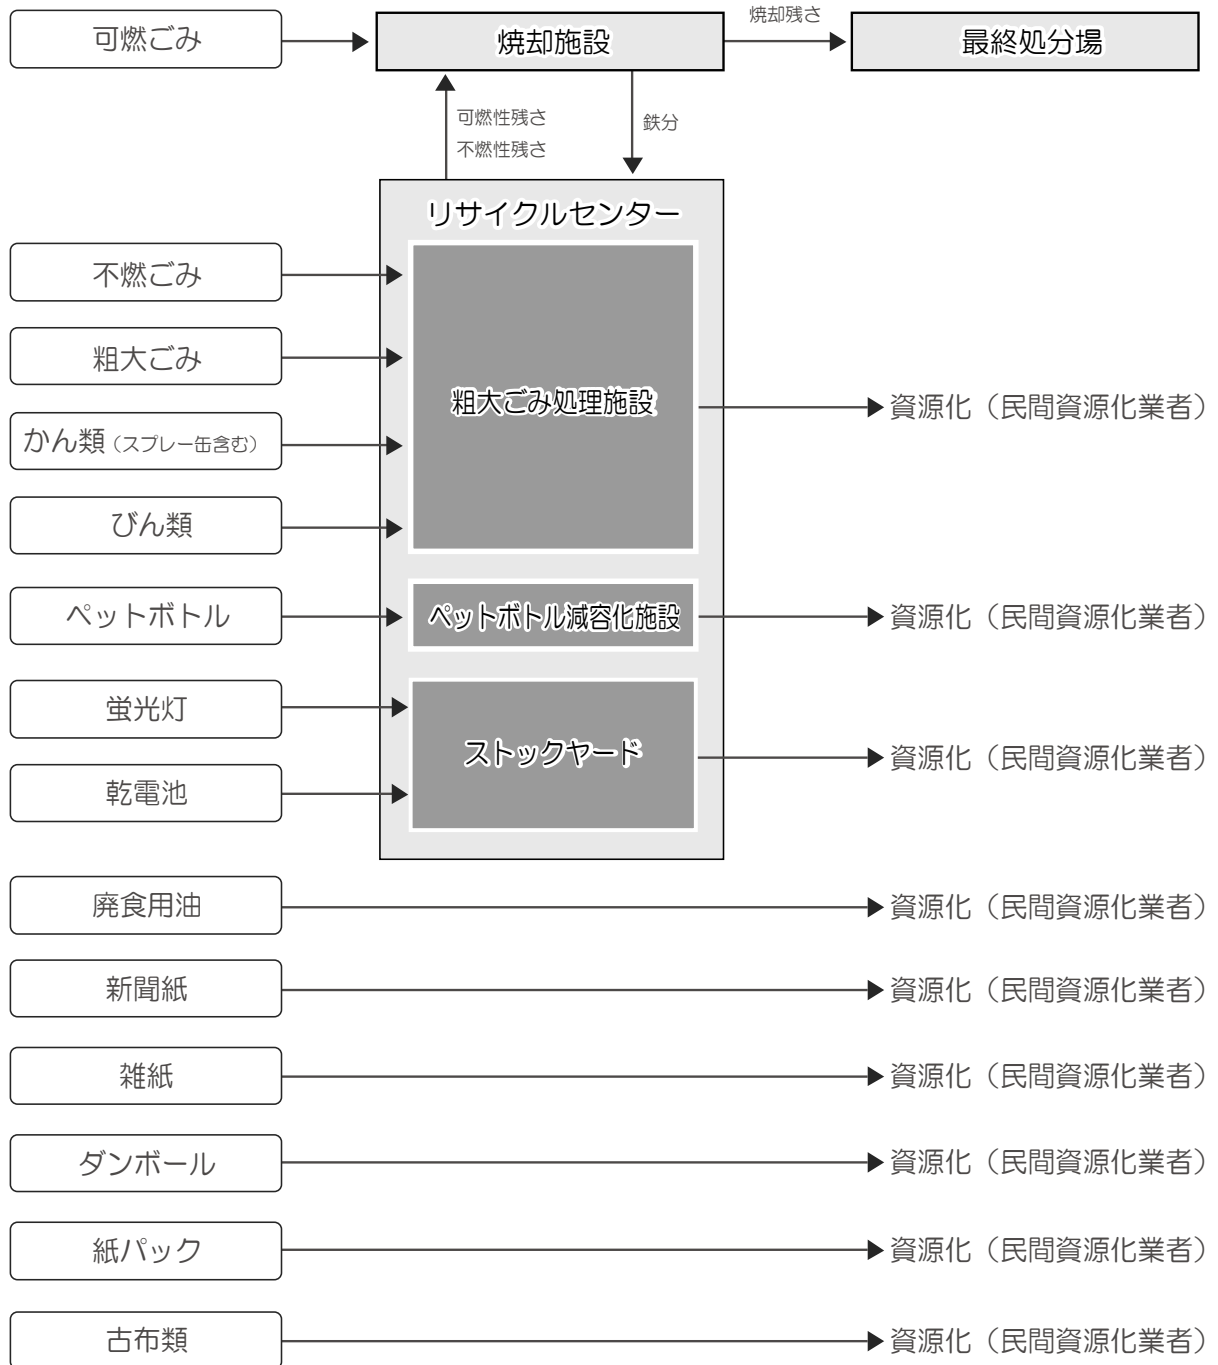 可燃ごみ
焼却施設
焼却残さ
最終処分場
可燃性残さ
不燃性残さ
鉄分
リサイクルセンター
不燃ごみ
粗大ごみ
かん類（スプレー缶含む）
びん類
粗大ごみ処理施設
資源化（民間資源化業者）
ペットボトル
ペットボトル減容化施設
資源化（民間資源化業者）
蛍光灯
乾電池
ストックヤード
資源化（民間資源化業者）
廃食用油
資源化（民間資源化業者）
新聞紙
資源化（民間資源化業者）
雑紙
資源化（民間資源化業者）
ダンボール
資源化（民間資源化業者）
紙パック
資源化（民間資源化業者）
古布類
資源化（民間資源化業者）